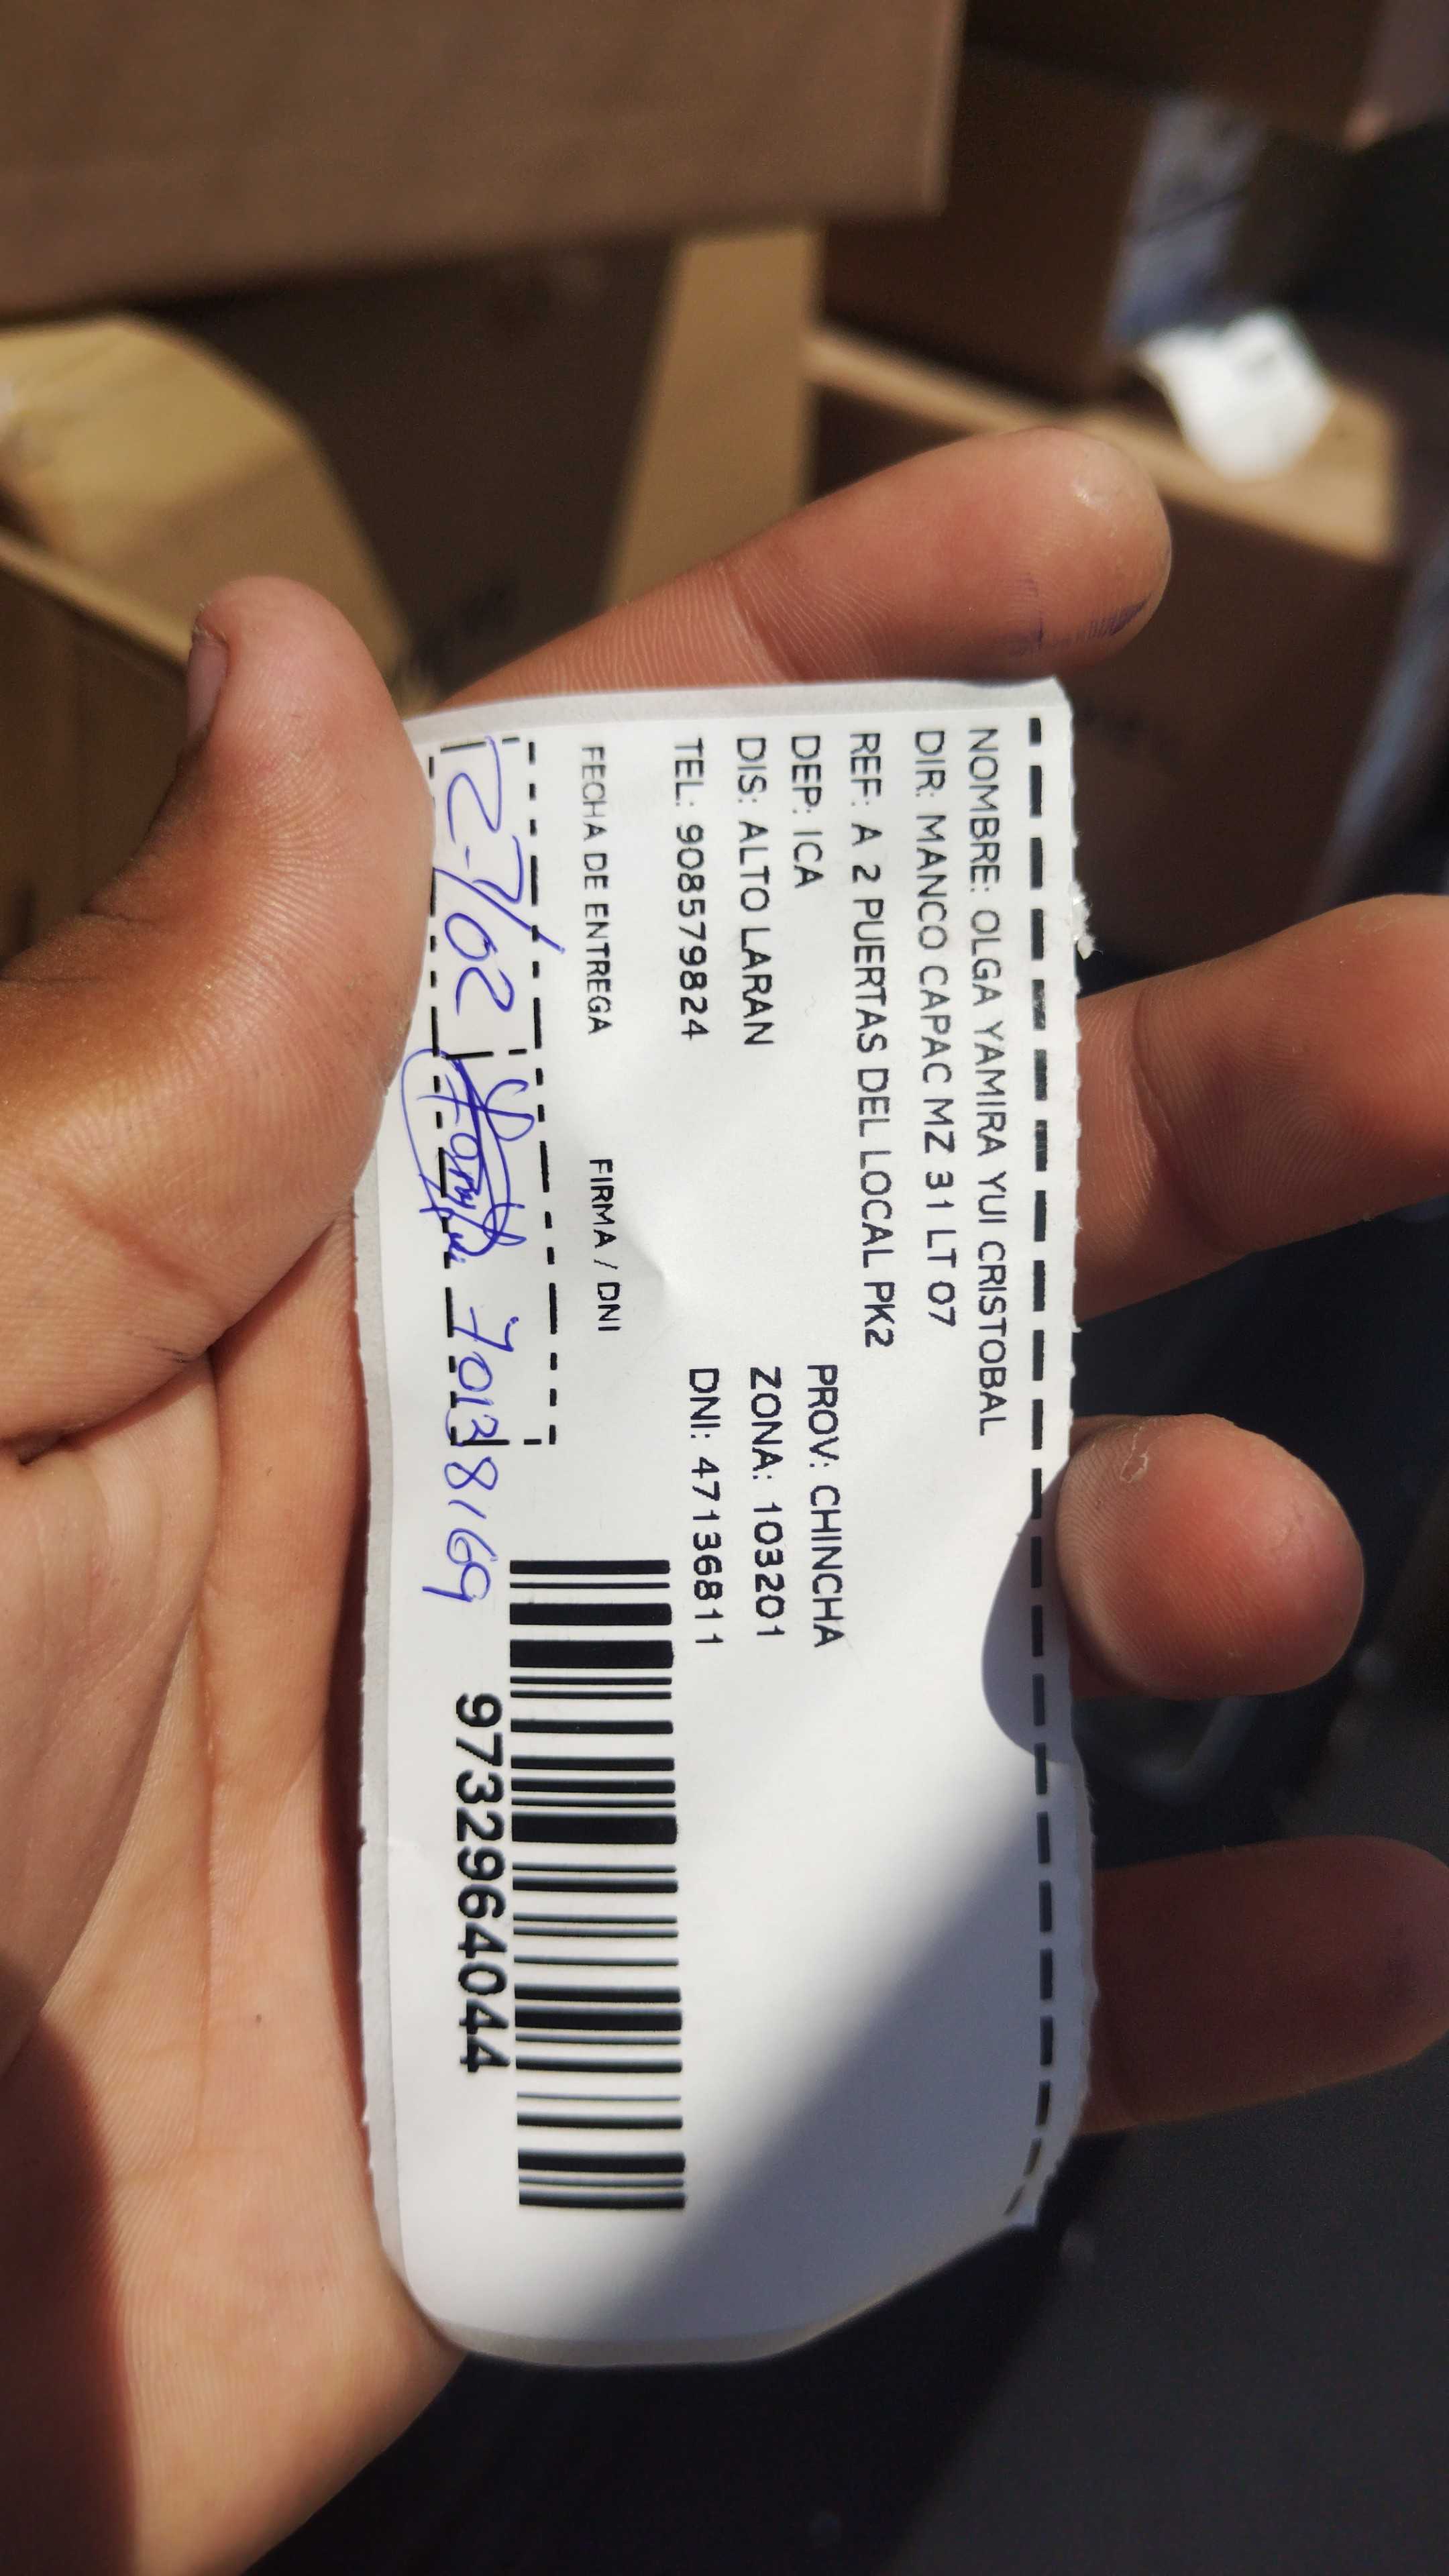 NOMBRE: OLGA YAMIRA YUI CRISTOBAL
DIR: MANCO CAPAC MZ 31 LT 07
REF: A 2 PUERTAS DEL LOCAL PK2
DEP: ICA PROV: CHINCHA
DIS: ALTO LARAN ZONA: 103201
TEL: 908579824 DNI: 47136811
FECHA DE ENTREGA FIRMA / DNI
27/02 70138169
9732964044